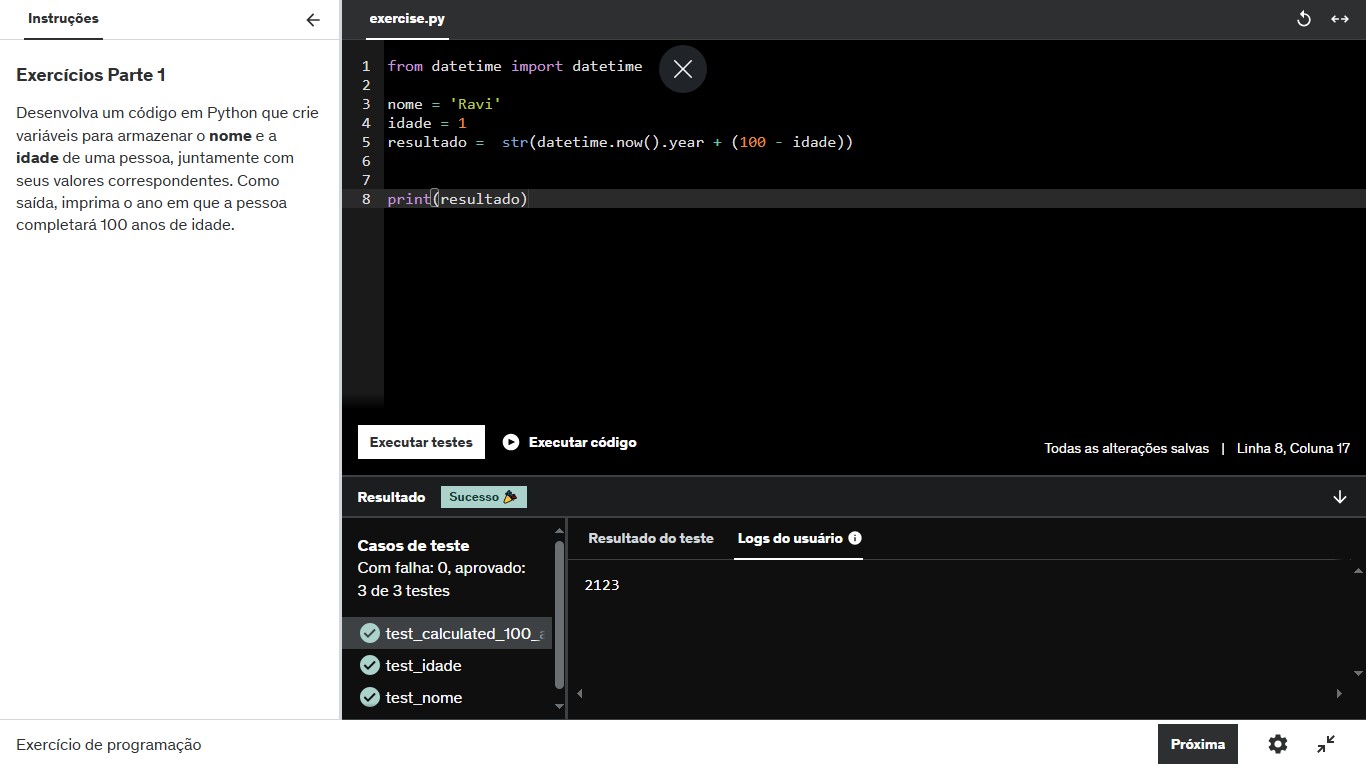 Instruções
Exercícios Parte 1
Desenvolva um código em Python que crie
variáveis para armazenar o nome e a
idade de uma pessoa, juntamente com
seus valores correspondentes. Como
saída, imprima o ano em que a pessoa
completará 100 anos de idade.
exercise.py
1 from datetime import datetime
2
3 nome = 'Ravi'
4 idade = 1
5 resultado =  str(datetime.now().year + (100 - idade))
6
7
8 print(resultado)
Executar testes
Executar código
Todas as alterações salvas | Linha 8, Coluna 17
Resultado
Sucesso
Casos de teste
Com falha: 0, aprovado:
3 de 3 testes
test_calculated_100_a
test_idade
test_nome
Resultado do teste
Logs do usuário
2123
Exercício de programação
Próxima